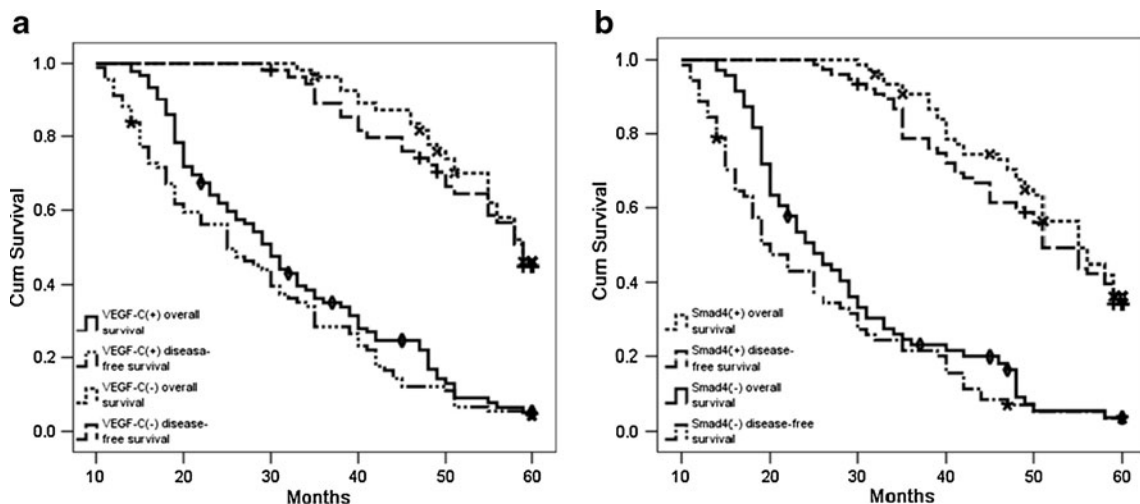 a
Cum Survival
1.0
0.8
0.6
0.4
0.2
0.0
VEGF-C(+) overall
survival
VEGF-C(+) disease-
free survival
VEGF-C(-) overall
survival
VEGF-C(-) disease-
free survival
10 20 30 40 50 60
Months
b
Cum Survival
1.0
0.8
0.6
0.4
0.2
0.0
Smad4(+) overall
survival
Smad4(+) disease-
free survival
Smad4(-) overall
survival
Smad4(-) disease-free
survival
10 20 30 40 50 60
Months